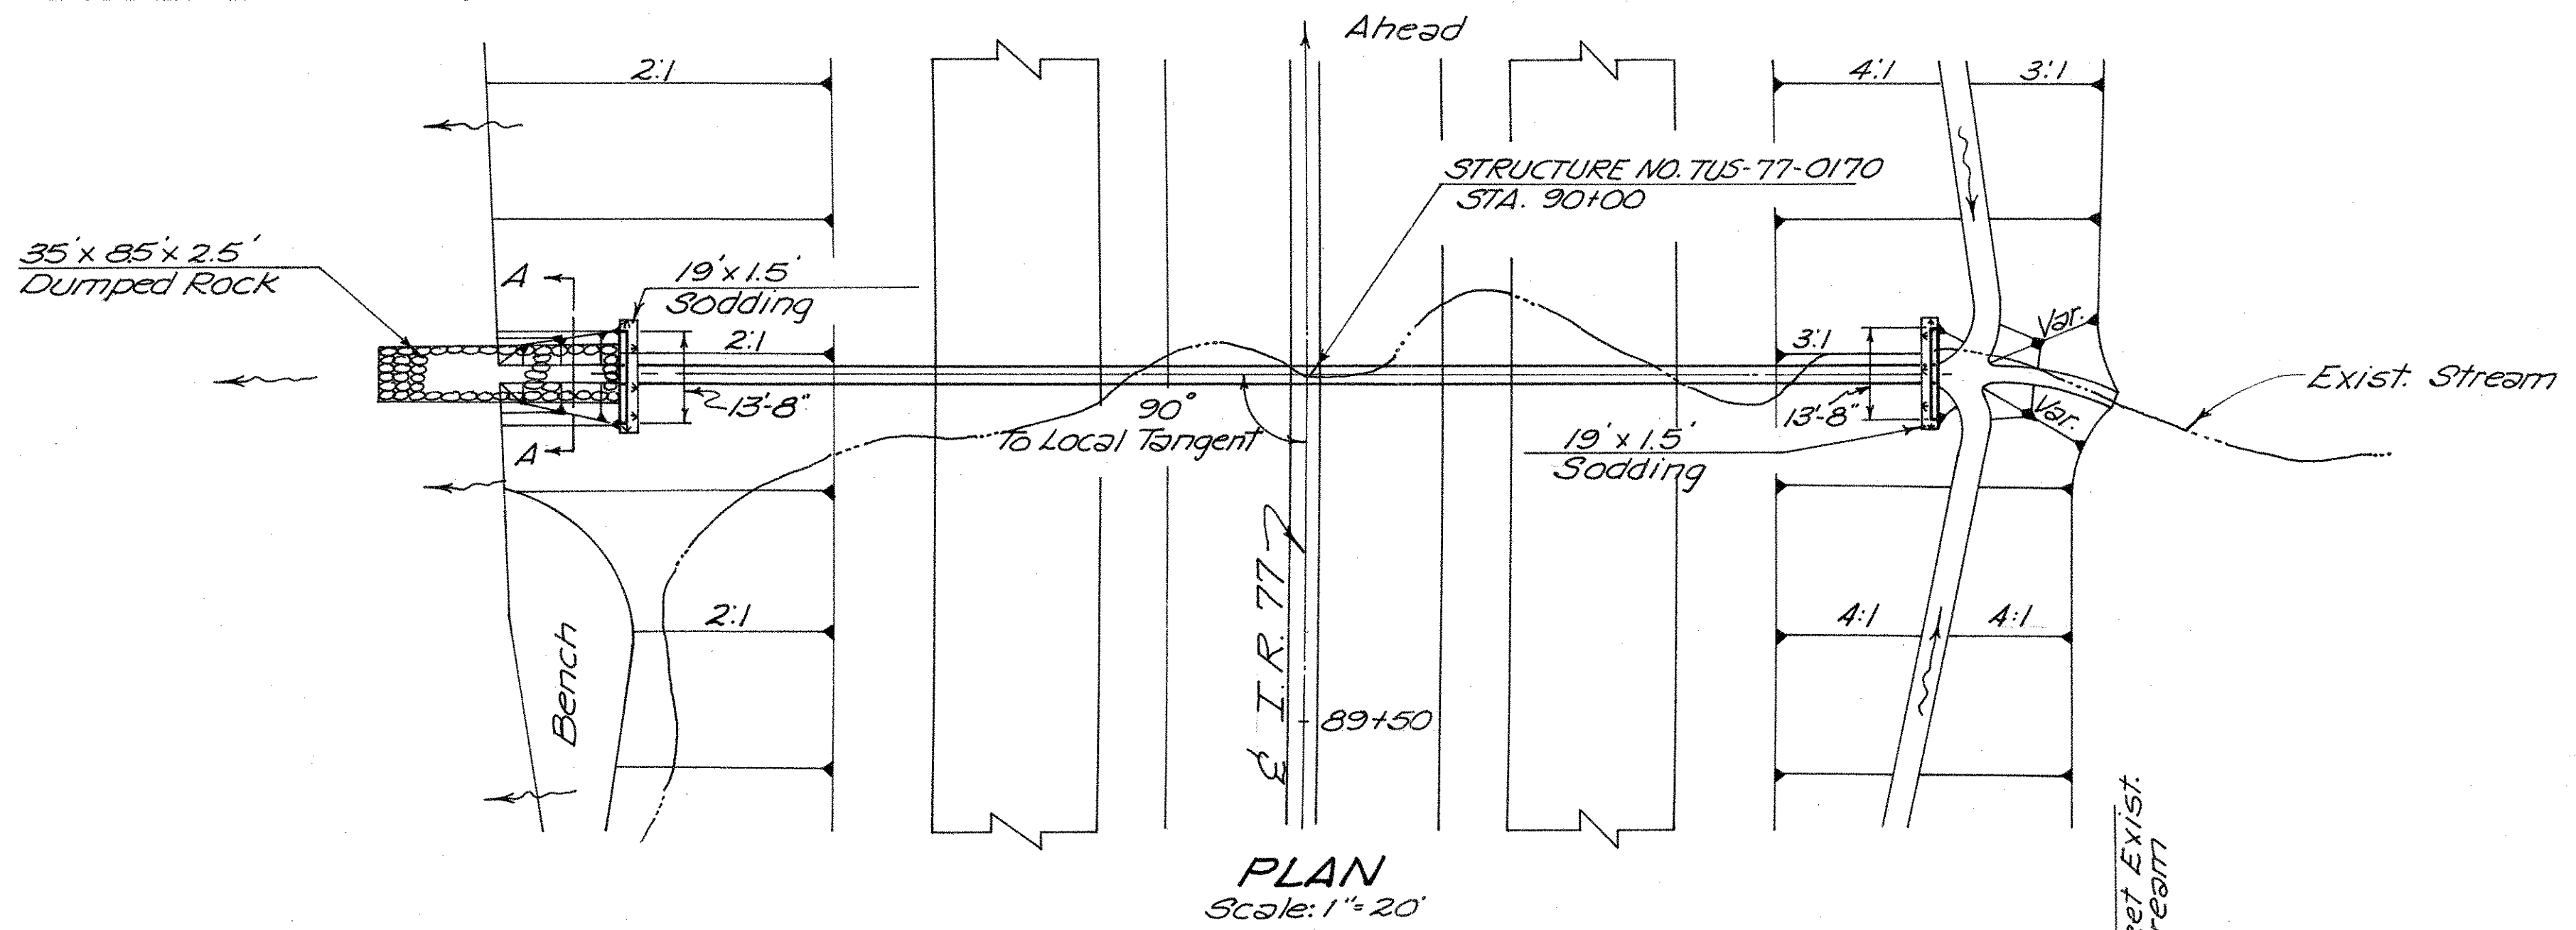 Ahead
2:1
4:1
3:1
STRUCTURE NO. TUS-77-0170
STA. 90+00
35' x 8.5' x 2.5'
Dumped Rock
A
19' x 1.5'
Sodding
2:1
13'-8"
A
90°
To Local Tangent
3:1
13'-8"
Var.
Var.
Exist. Stream
19' x 1.5'
Sodding
2:1
Bench
℄ I.R. 77
89+50
4:1
4:1
PLAN
Scale: 1"=20'
Exist.